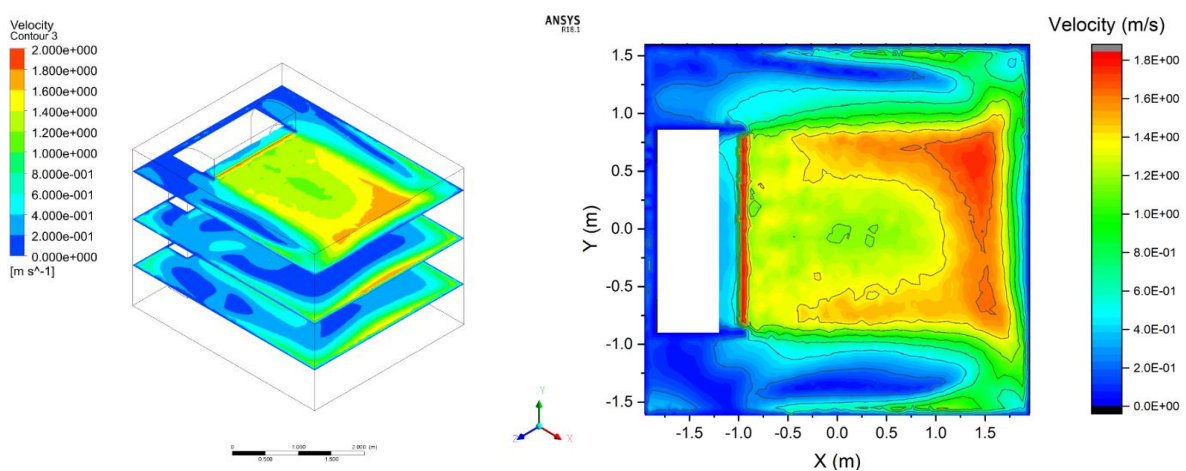 Velocity
Contour 3
2.000e+000
1.800e+000
1.600e+000
1.400e+000
1.200e+000
1.000e+000
8.000e-001
6.000e-001
4.000e-001
2.000e-001
0.000e+000
[m s^-1]
ANSYS
R18.1
0
1.000
2.000 (m)
0.500
1.500
Y
Z
X
Velocity (m/s)
1.8E+00
1.6E+00
1.4E+00
1.2E+00
1.0E+00
8.0E-01
6.0E-01
4.0E-01
2.0E-01
0.0E+00
Y (m)
1.5
1.0
0.5
0.0
-0.5
-1.0
-1.5
-1.5 -1.0 -0.5 0.0 0.5 1.0 1.5
X (m)